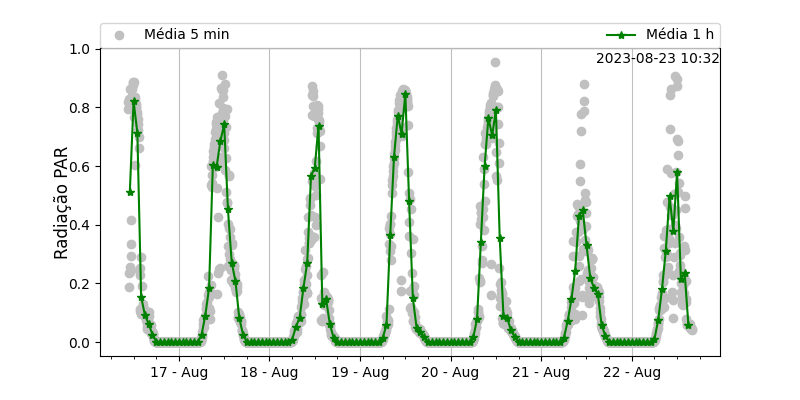 Média 5 min
Média 1 h
2023-08-23 10:32
Radiação PAR
1.0
0.8
0.6
0.4
0.2
0.0
17 - Aug
18 - Aug
19 - Aug
20 - Aug
21 - Aug
22 - Aug